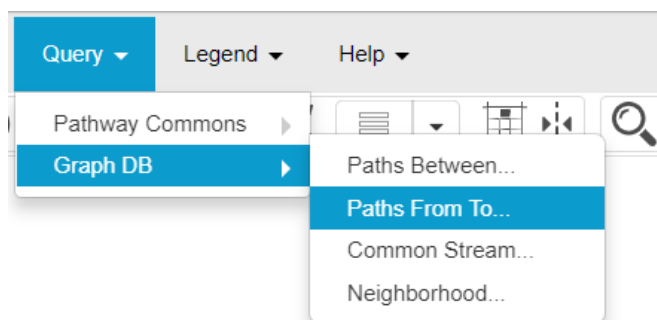 Query Legend Help
Pathway Commons
Graph DB
Paths Between...
Paths From To...
Common Stream...
Neighborhood...